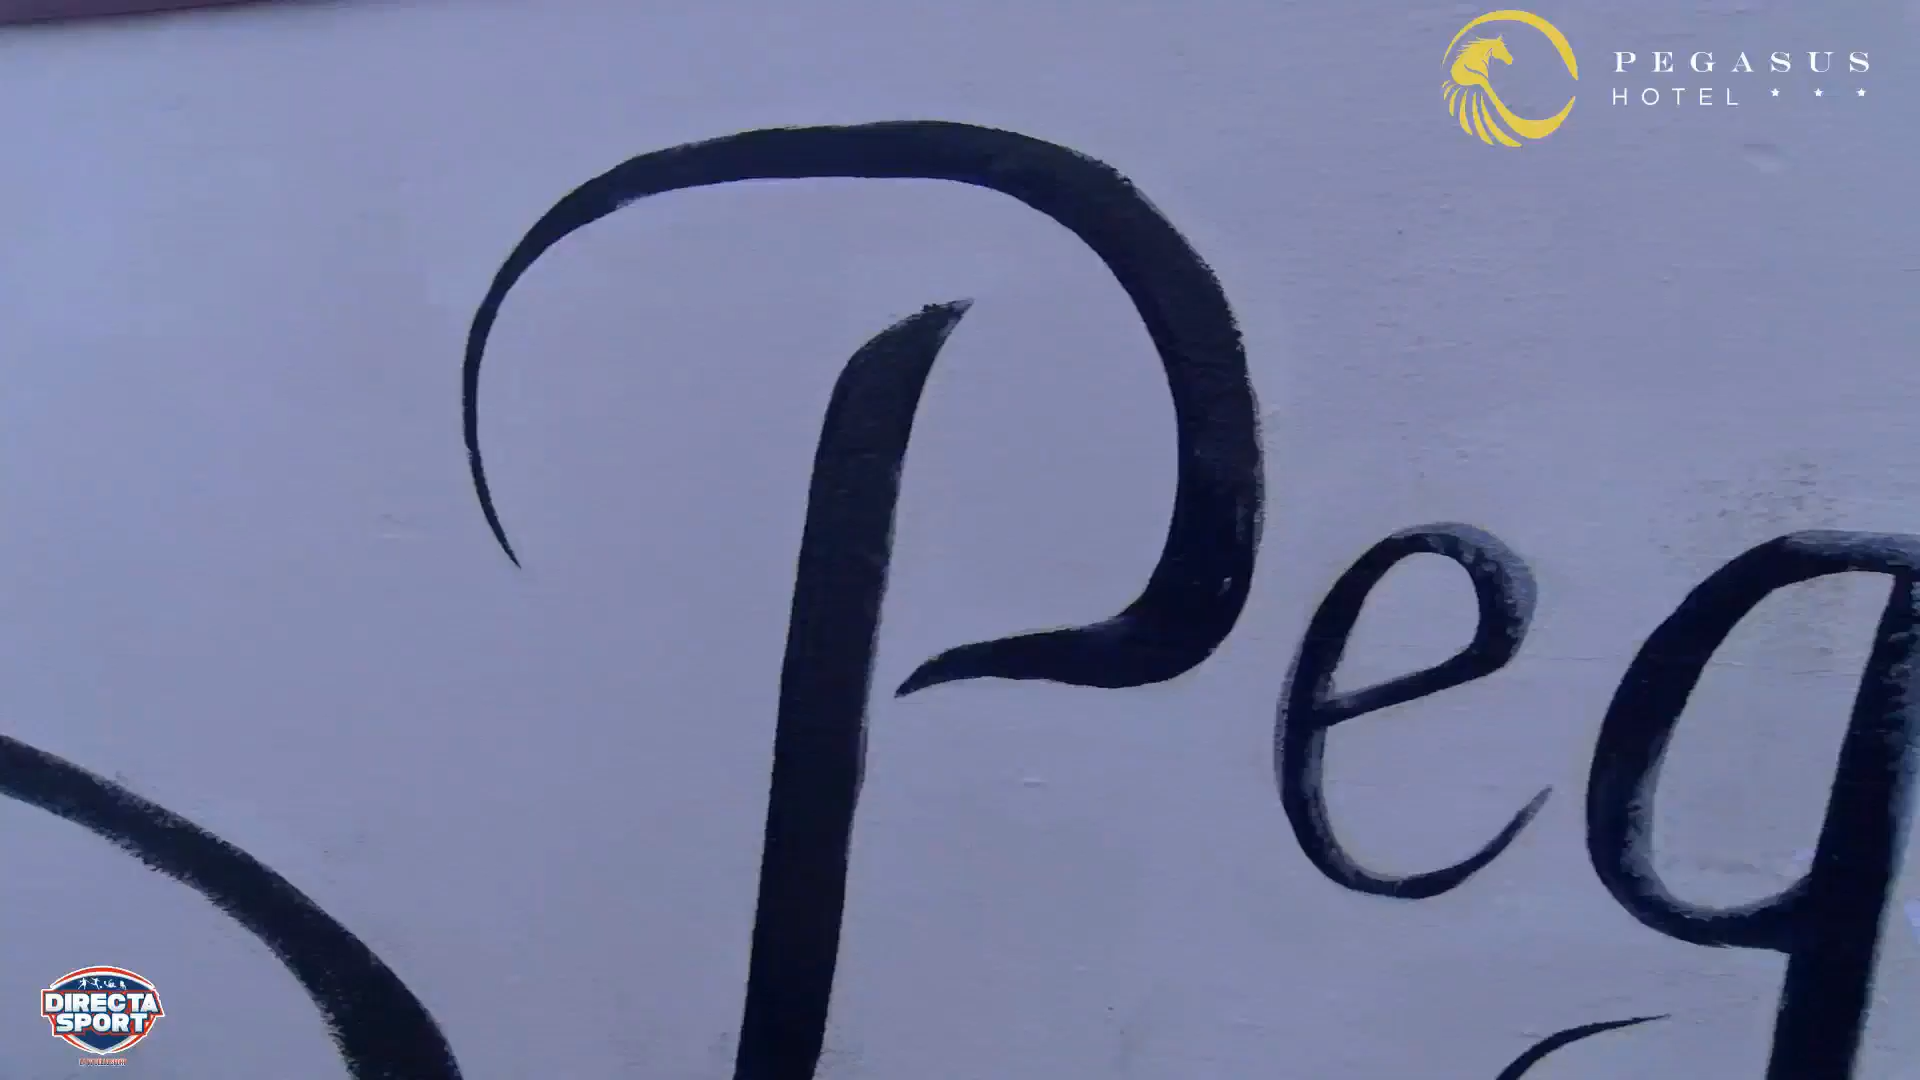 PEGASUS
HOTEL ***
Peg
DIRECTA
SPORT